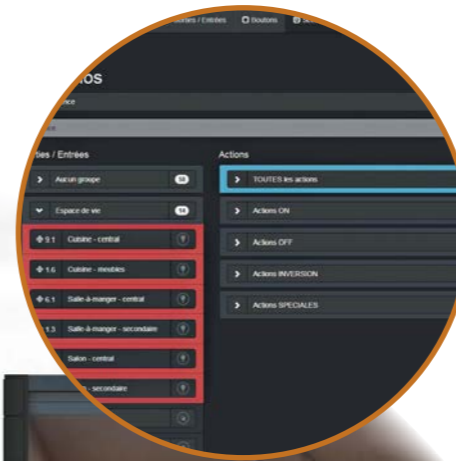 Sorties / Entrées
Boutons
ties / Entrées
Actions
Aucun groupe
TOUTES les actions
Espace de vie
14
Actions ON
9.1 Cuisine - central
Actions OFF
1.6 Cuisine - meubles
Actions INVERSION
6.1 Salle-à-manger - central
Actions SPECIALES
1.3 Salle-à-manger - secondaire
Salon - central
- secondaire